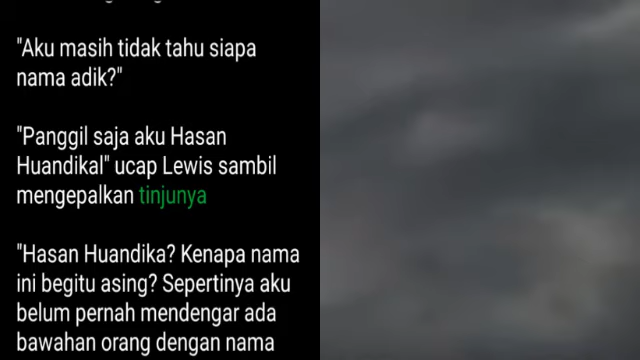 "Aku masih tidak tahu siapa
nama adik?"
"Panggil saja aku Hasan
Huandikal" ucap Lewis sambil
mengepalkan tinjunya
"Hasan Huandika? Kenapa nama
ini begitu asing? Sepertinya aku
belum pernah mendengar ada
bawahan orang dengan nama